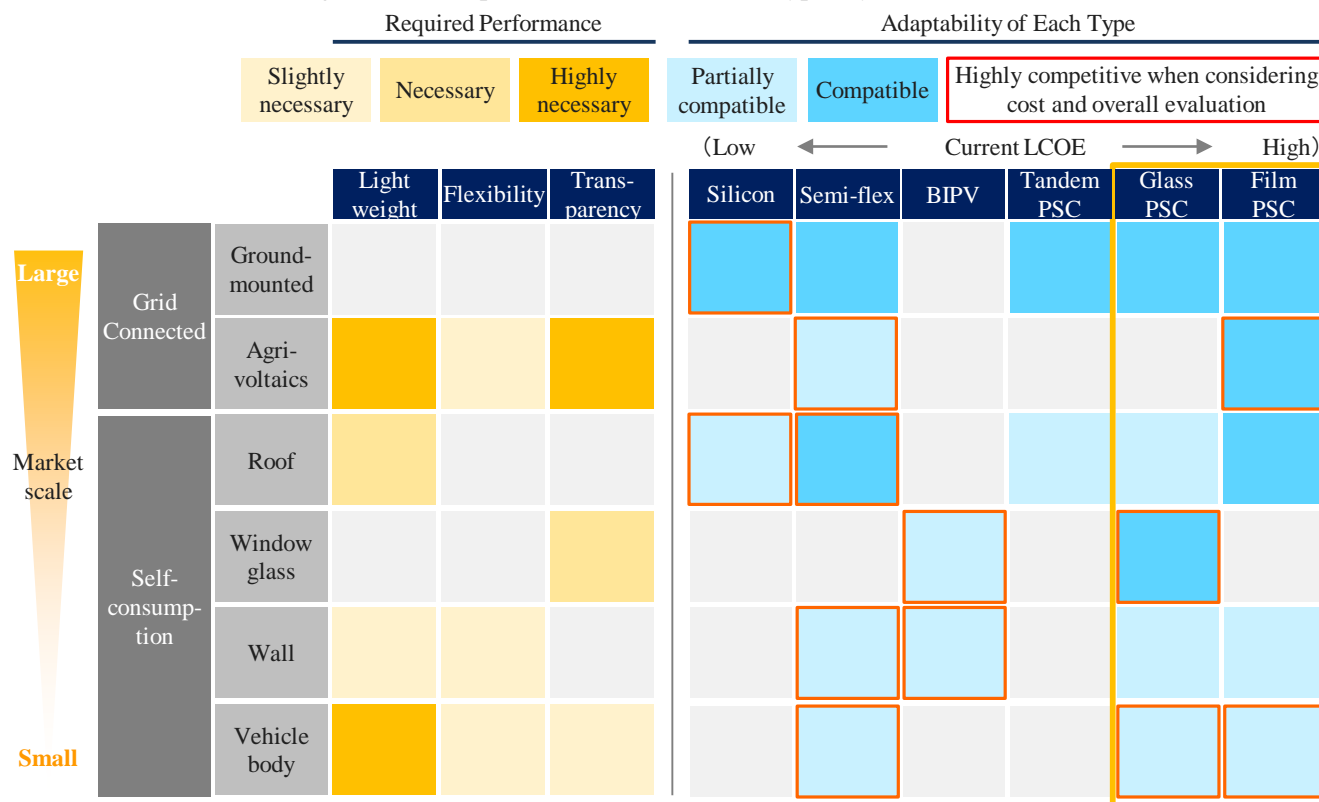 Required Performance
Adaptability of Each Type
Slightly
necessary
Necessary
Highly
necessary
Partially
compatible
Compatible
Highly competitive when considering
cost and overall evaluation
(Low
Current LCOE
High)
Light
weight
Flexibility
Trans-
parency
Silicon
Semi-flex
BIPV
Tandem
PSC
Glass
PSC
Film
PSC
Large
Market
scale
Small
Grid
Connected
Ground-
mounted
Agri-
voltaics
Self-
consump-
tion
Roof
Window
glass
Wall
Vehicle
body